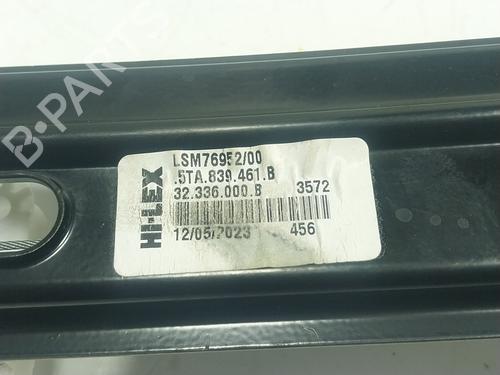 B-PARTS
HI-LEX
LSM76952/00
.5TA.839.461.B
32.336.000.B 3572
12/05/2023 456